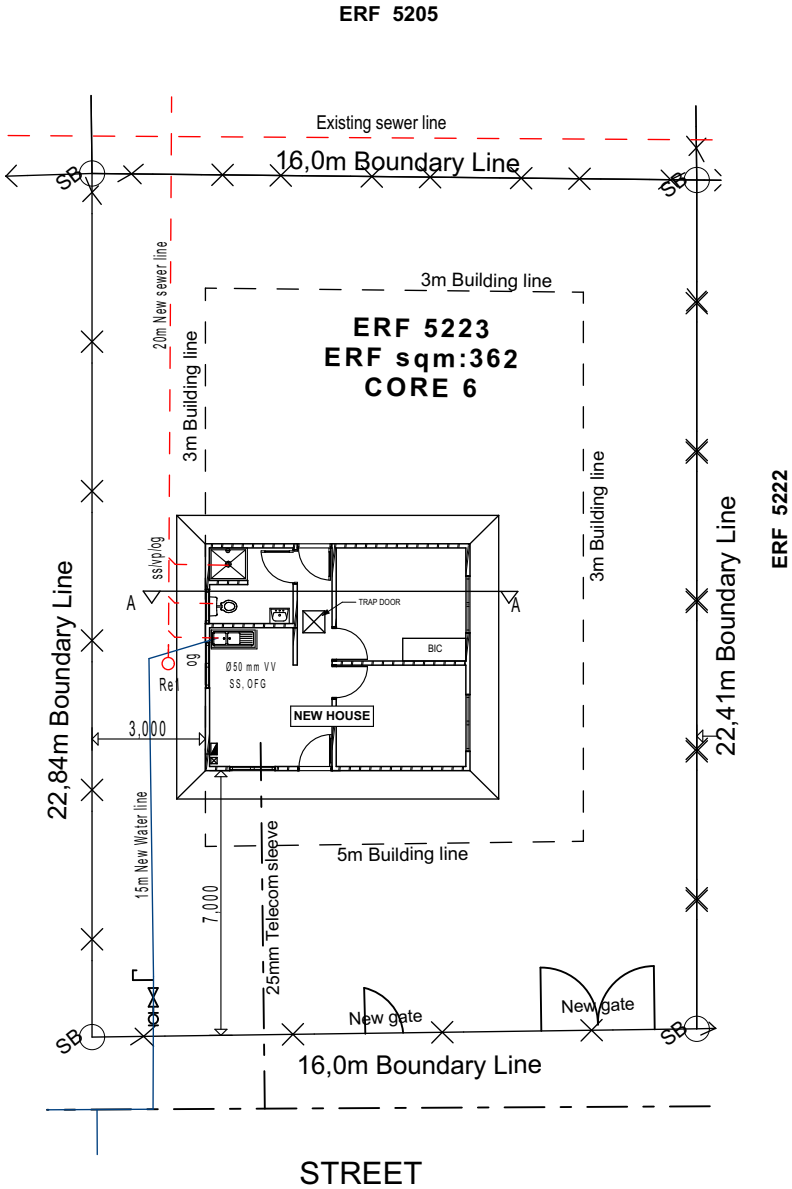 ERF 5205
Existing sewer line
16,0m Boundary Line
SB
SB
3m Building line
20m New sewer line
3m Building line
ERF 5223
ERF sqm:362
CORE 6
3m Building line
ERF 5222
22,41m Boundary Line
22,84m Boundary Line
ss/vp/og
A
A
TRAP DOOR
og
Re1
Ø50 mm VV
SS, OFG
BIC
NEW HOUSE
3,000
15m New Water line
7,000
25mm Telecom sleeve
5m Building line
New gate
New gate
SB
SB
16,0m Boundary Line
STREET